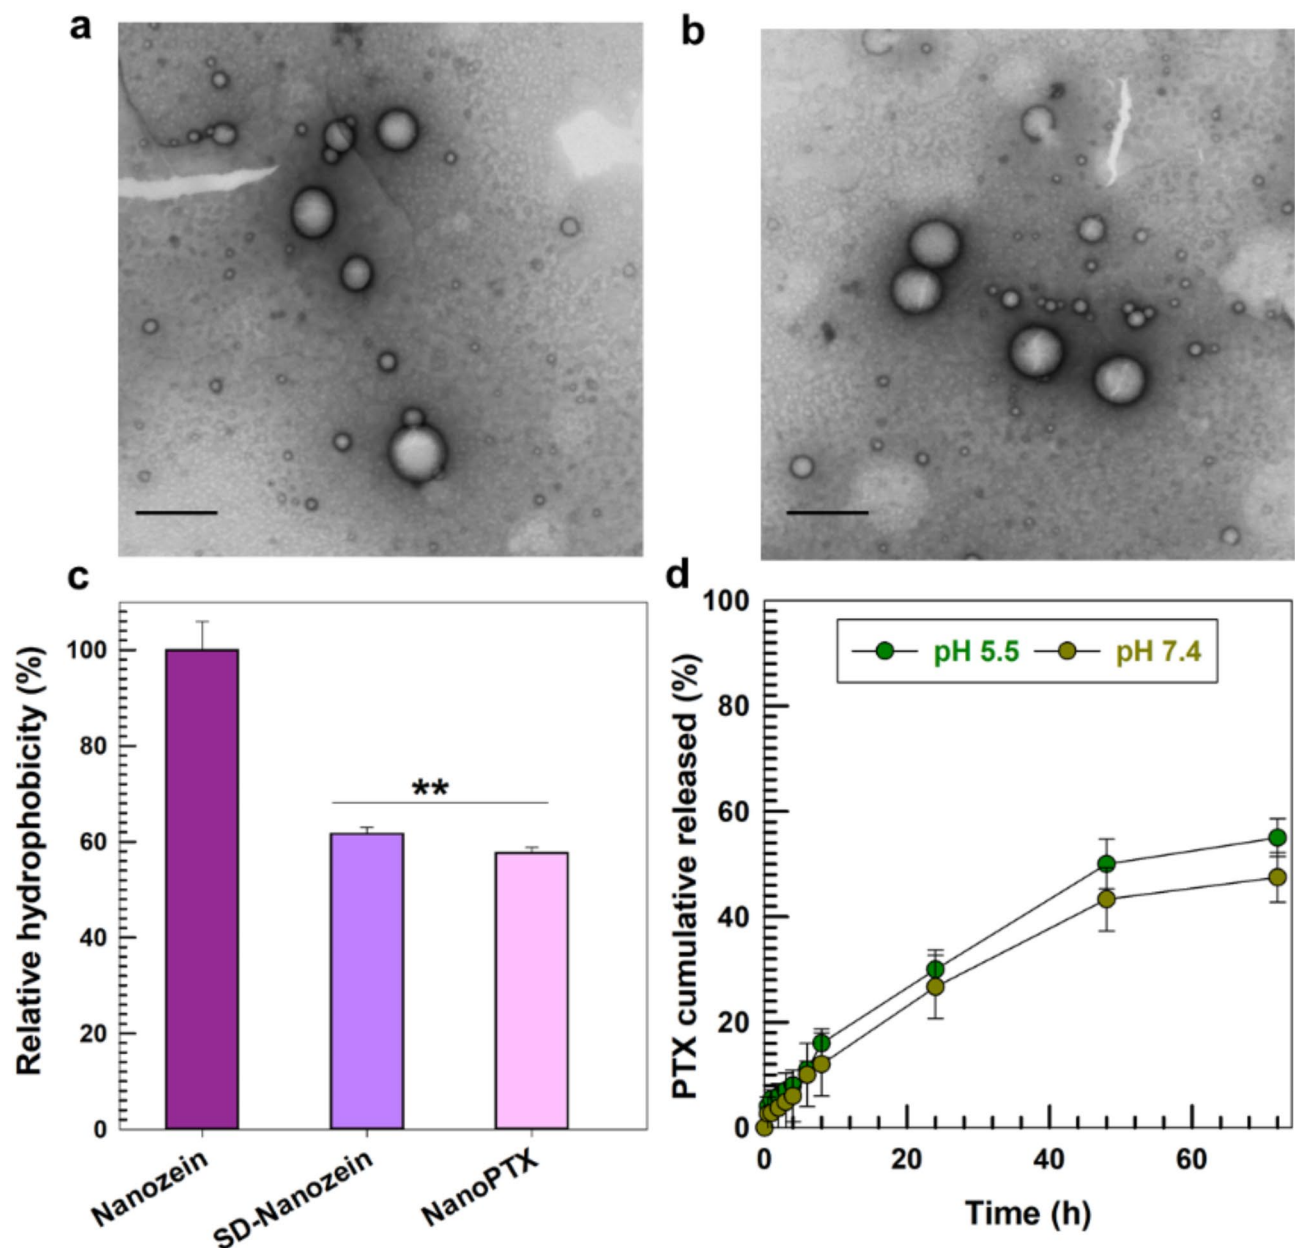 a
b
c
Relative hydrophobicity (%)
100
80
60
40
20
0
**
Nanozein
SD-Nanozein
NanoPTX
d
PTX cumulative released (%)
100
80
60
40
20
0
pH 5.5 pH 7.4
0 20 40 60
Time (h)